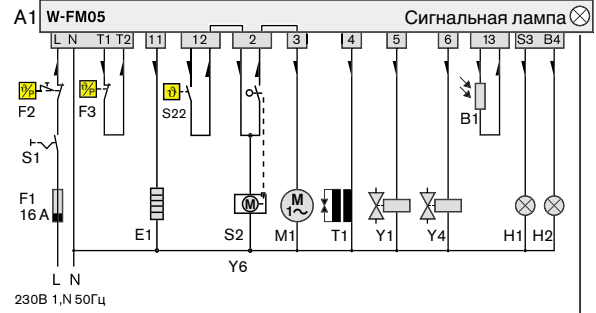 A1 W-FM05 Сигнальная лампа
L N T1 T2 11 12 2 3 4 5 6 13 S3 B4
ϑ/P ϑ/P ϑ
F2 F3 S22 B1
S1
F1
16 A
M
M
1~
E1 S2 M1 T1 Y1 Y4 H1 H2
Y6
L N
230В 1,N 50Гц